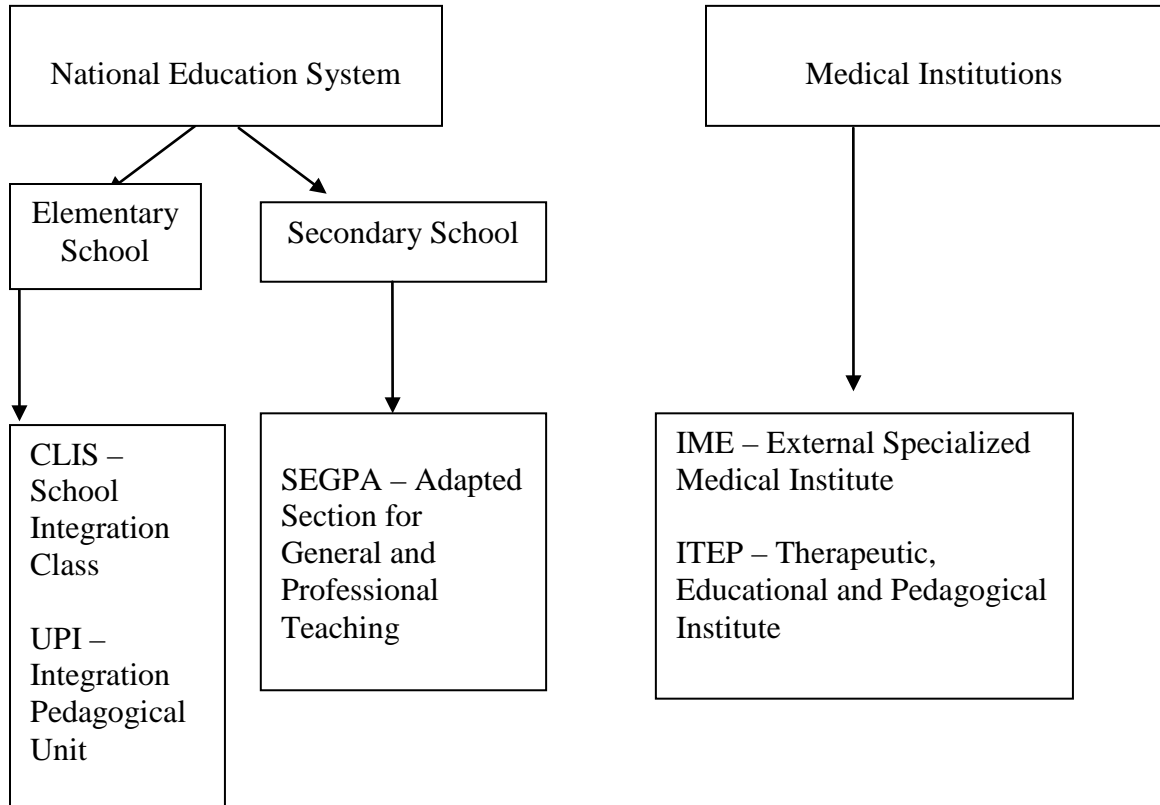 National Education System
Medical Institutions
Elementary
School
Secondary School
CLIS –
School
Integration
Class
UPI –
Integration
Pedagogical
Unit
SEGPA – Adapted
Section for
General and
Professional
Teaching
IME – External Specialized
Medical Institute
ITEP – Therapeutic,
Educational and Pedagogical
Institute